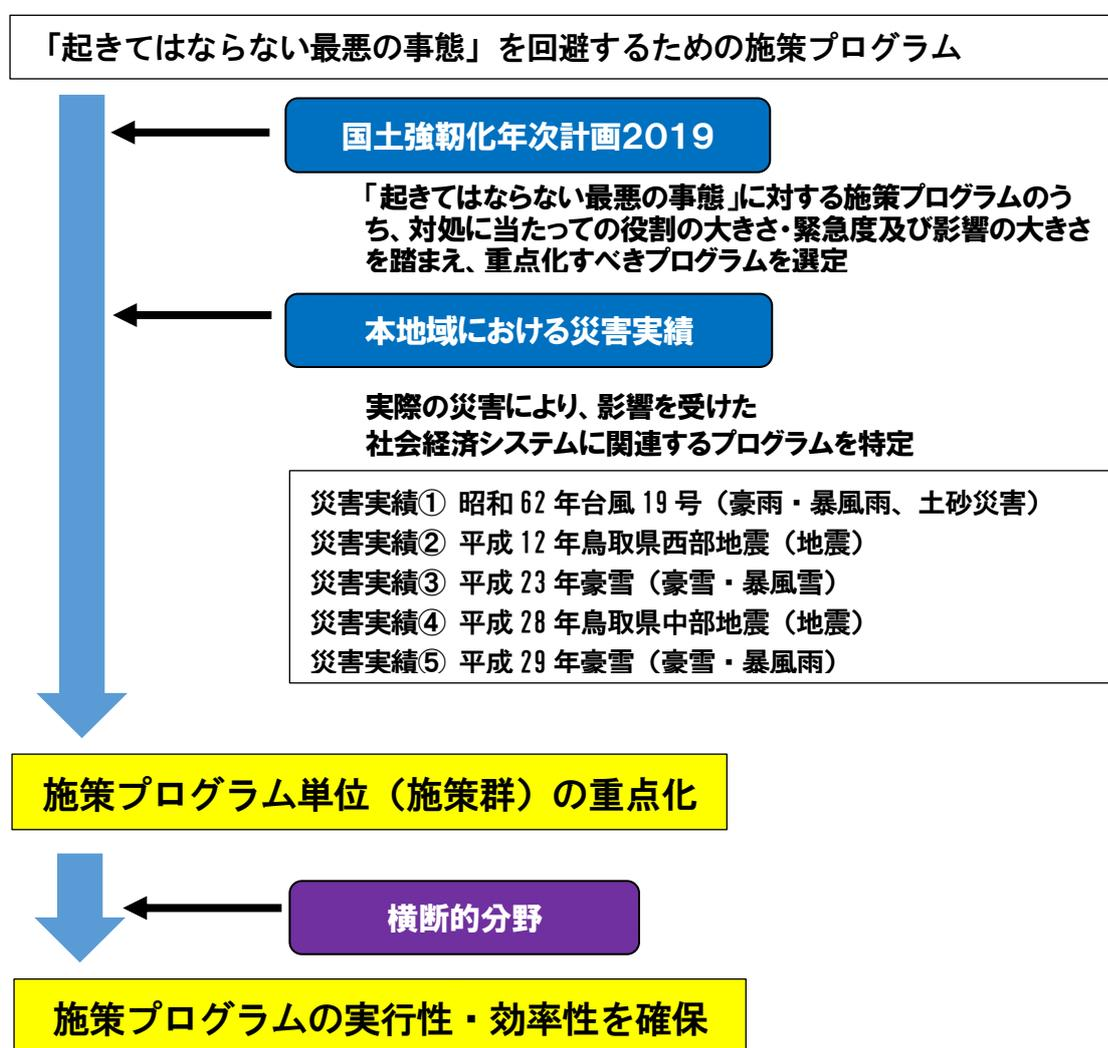 「起きてはならない最悪の事態」を回避するための施策プログラム
国土強靭化年次計画2019
「起きてはならない最悪の事態」に対する施策プログラムのう
ち、対処に当たっての役割の大きさ・緊急度及び影響の大きさ
を踏まえ、重点化すべきプログラムを選定
本地域における災害実績
実際の災害により、影響を受けた
社会経済システムに関連するプログラムを特定
災害実績① 昭和 62 年台風 19 号（豪雨・暴風雨、土砂災害）
災害実績② 平成 12 年鳥取県西部地震（地震）
災害実績③ 平成 23 年豪雪（豪雪・暴風雪）
災害実績④ 平成 28 年鳥取県中部地震（地震）
災害実績⑤ 平成 29 年豪雪（豪雪・暴風雨）
施策プログラム単位（施策群）の重点化
横断的分野
施策プログラムの実行性・効率性を確保